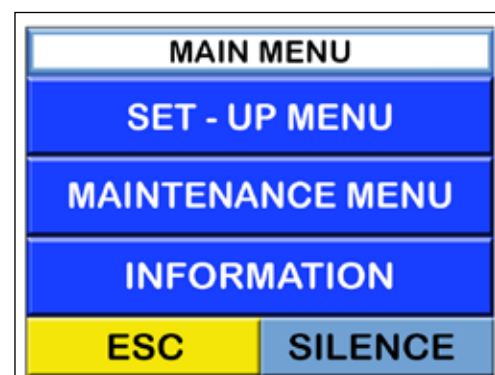 MAIN MENU
SET - UP MENU
MAINTENANCE MENU
INFORMATION
ESC SILENCE